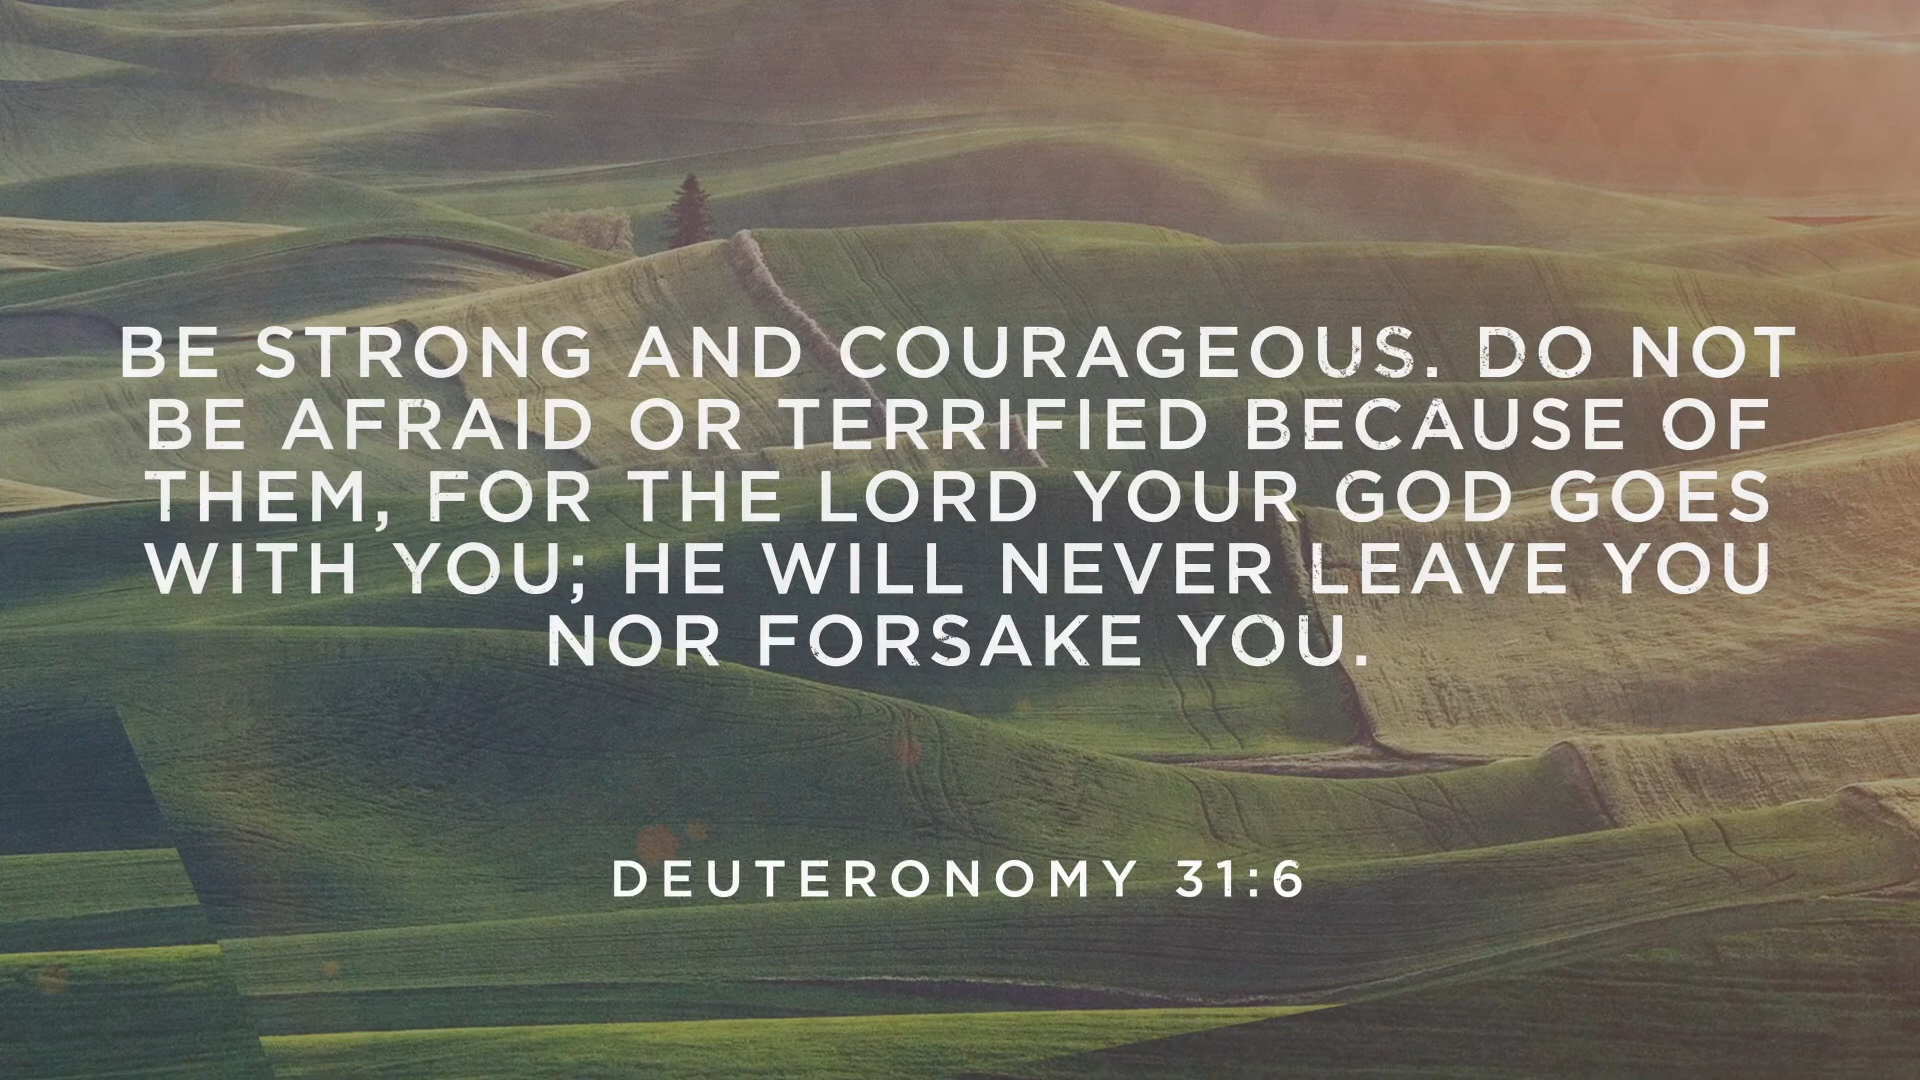 BE STRONG AND COURAGEOUS. DO NOT
BE AFRAID OR TERRIFIED BECAUSE OF
THEM, FOR THE LORD YOUR GOD GOES
WITH YOU; HE WILL NEVER LEAVE YOU
NOR FORSAKE YOU.
DEUTERONOMY 31:6